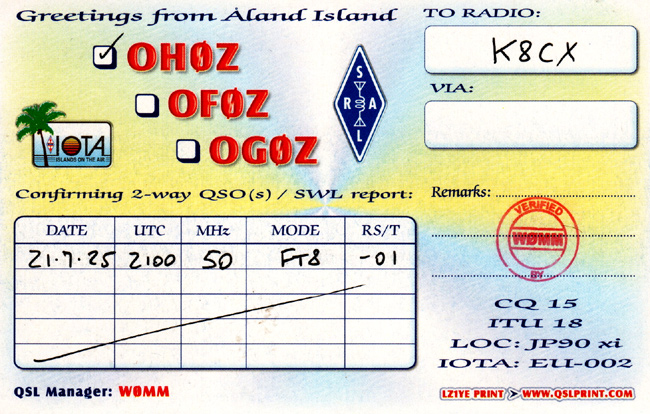 Greetings from Åland Island
OHØZ
OFØZ
OGØZ
S
R A
L
IOTA
ISLANDS ON THE AIR
TO RADIO:
K8CX
VIA:
Confirming 2-way QSO(s) / SWL report:
DATE UTC MHz MODE RS/T
21.7.25 2100 50 FT8 -01
Remarks:
VERIFIED
WØMM
BY
CQ 15
ITU 18
LOC: JP90 xi
IOTA: EU-002
QSL Manager: WØMM
LZ1YE PRINT WWW.QSLPRINT.COM